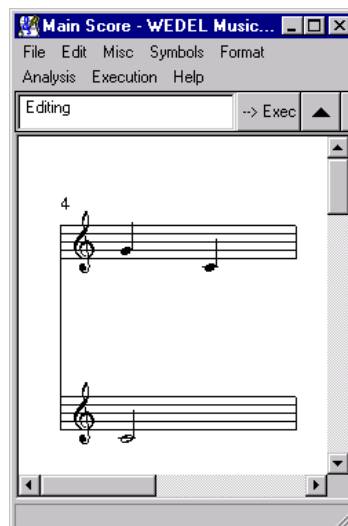 Main Score - WEDEL Music...
File Edit Misc Symbols Format
Analysis Execution Help
Editing --> Exec
4